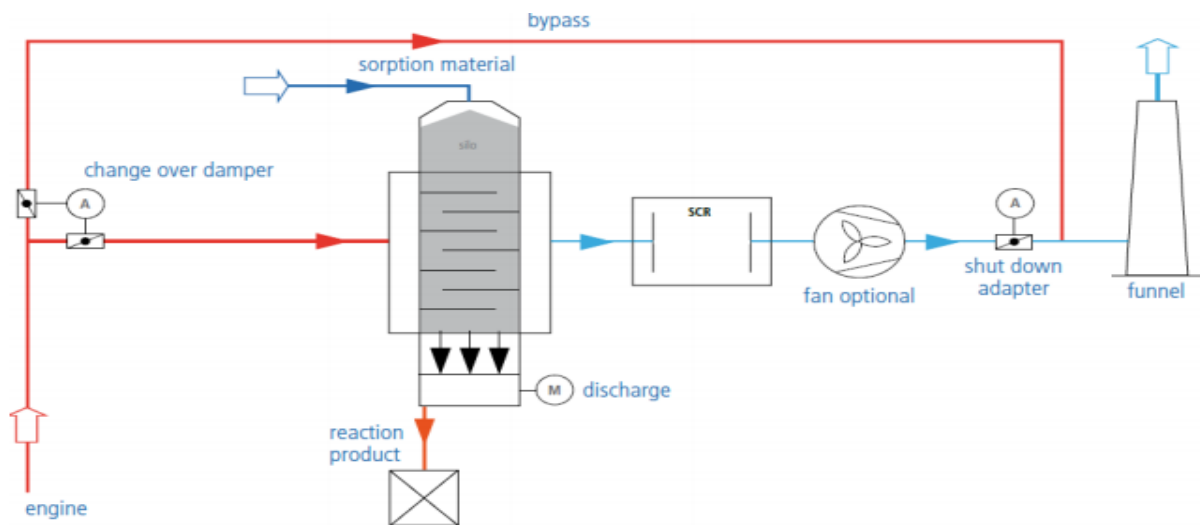 bypass
sorption material
silo
change over damper
A
A
SCR
shut down
adapter
fan optional
funnel
M
discharge
reaction
product
engine